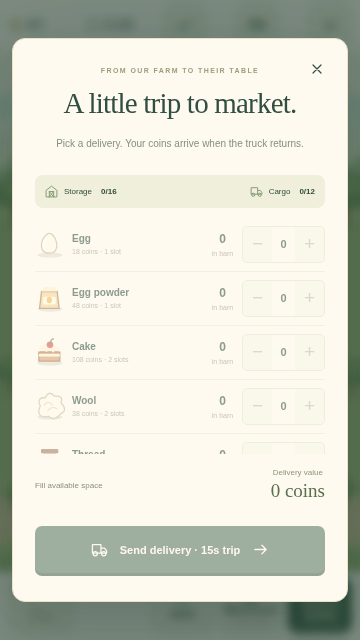 FROM OUR FARM TO THEIR TABLE
A little trip to market.
Pick a delivery. Your coins arrive when the truck returns.
Storage 0/16 Cargo 0/12
Egg
18 coins · 1 slot
0
in barn
− 0 +
Egg powder
48 coins · 1 slot
0
in barn
− 0 +
Cake
108 coins · 2 slots
0
in barn
− 0 +
Wool
38 coins · 2 slots
0
in barn
− 0 +
Thread
0
Delivery value
Fill available space
0 coins
Send delivery · 15s trip